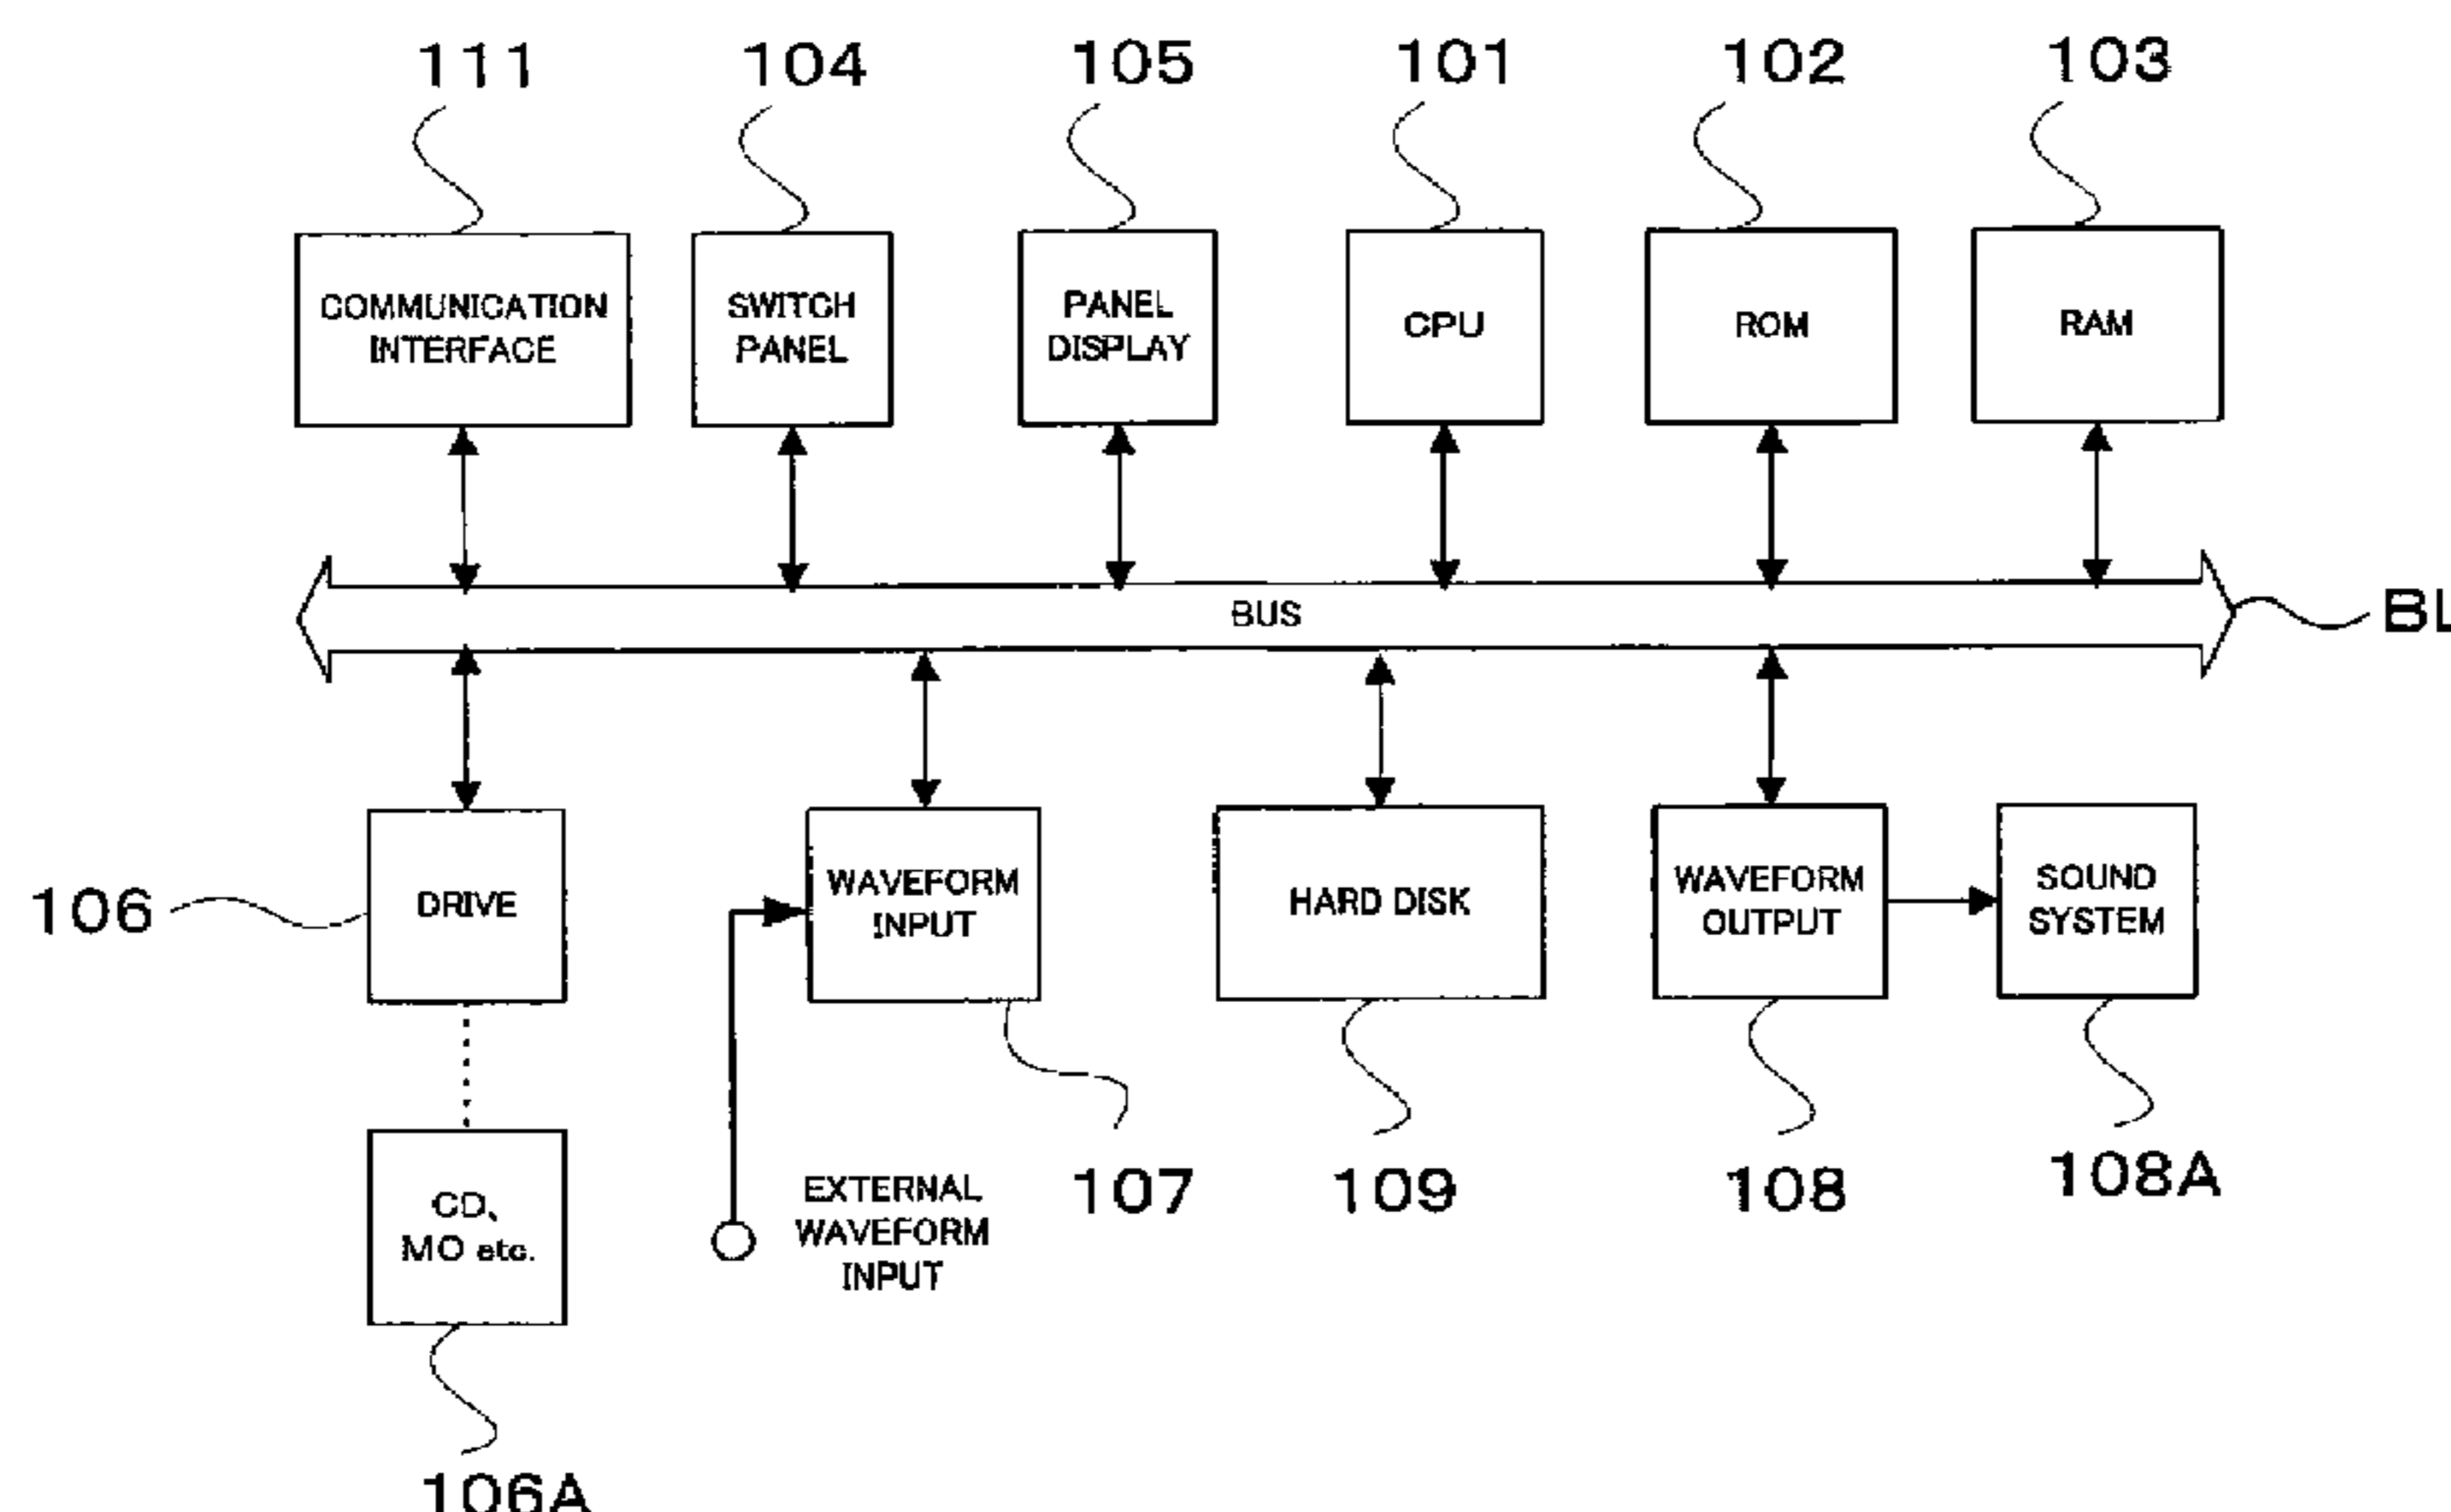 111
104
105
101
102
103
COMMUNICATION
INTERFACE
SWITCH
PANEL
PANEL
DISPLAY
CPU
ROM
RAM
BUS
BL
106
DRIVE
WAVEFORM
INPUT
HARD DISK
WAVEFORM
OUTPUT
SOUND
SYSTEM
CD、
MO etc.
EXTERNAL
WAVEFORM
INPUT
107
109
108
108A
106A